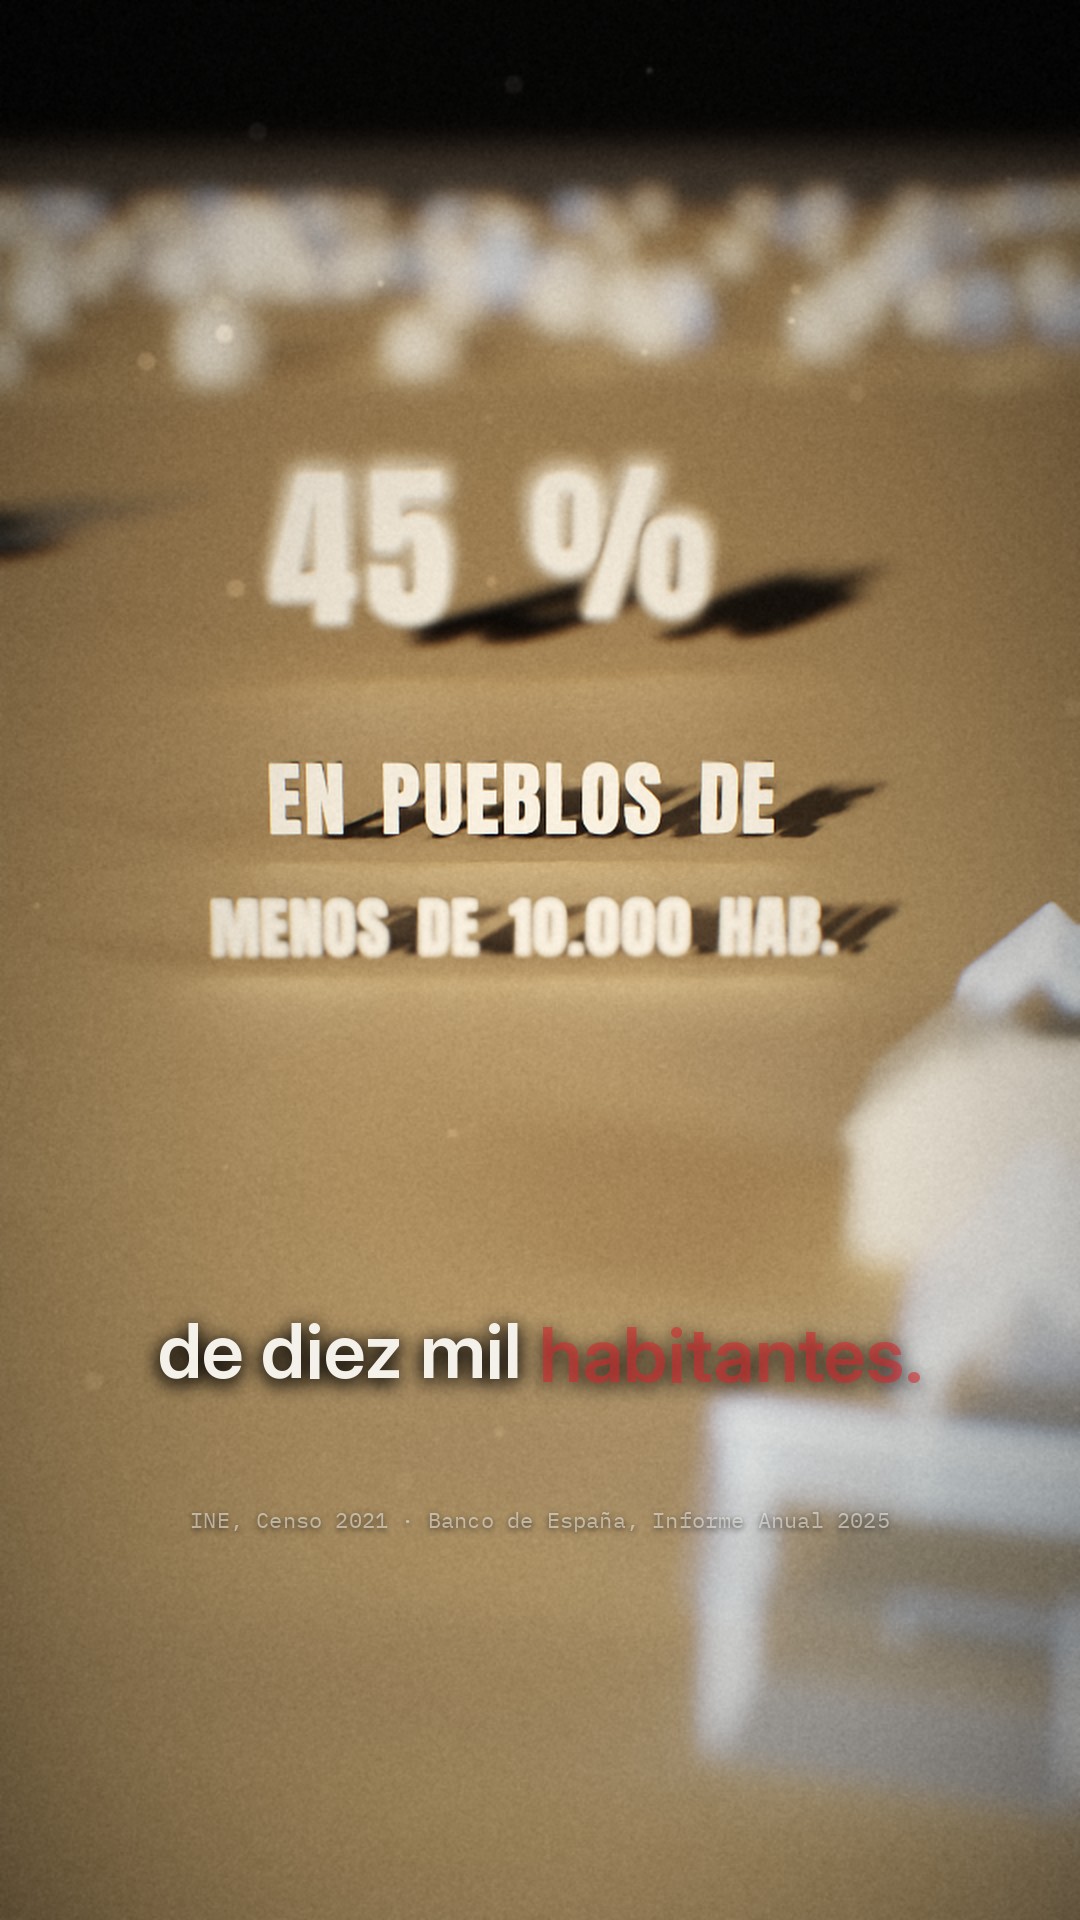 45 %
EN PUEBLOS DE
MENOS DE 10.000 HAB.
de diez mil habitantes.
INE, Censo 2021 · Banco de España, Informe Anual 2025